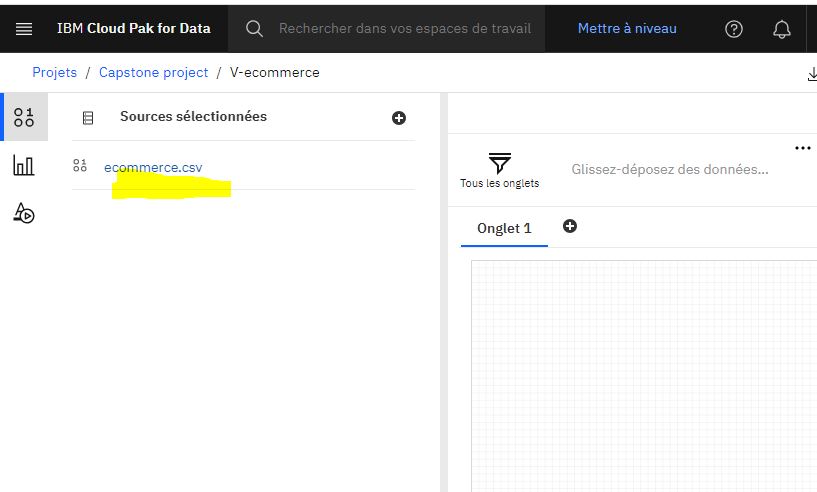 IBM Cloud Pak for Data
Rechercher dans vos espaces de travail
Mettre à niveau
Projets / Capstone project / V-ecommerce
Sources sélectionnées
ecommerce.csv
Tous les onglets
Glissez-déposez des données...
Onglet 1